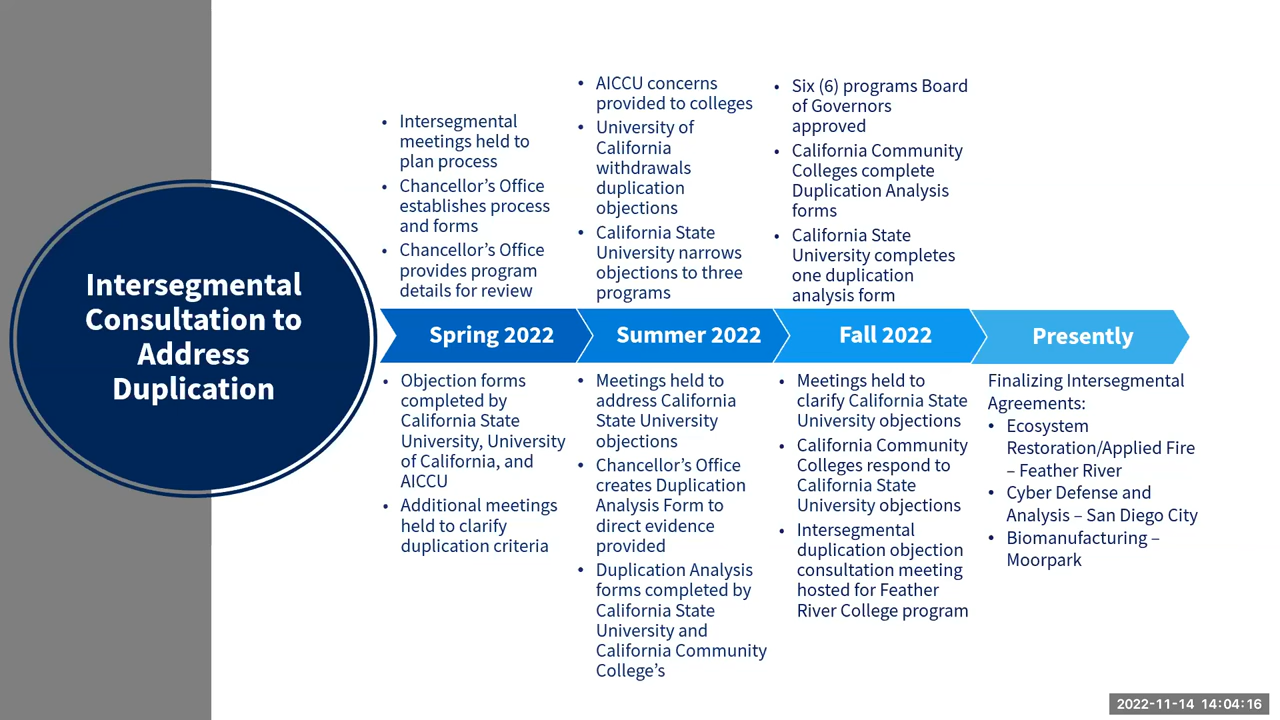 Intersegmental
Consultation to
Address
Duplication
• Intersegmental
meetings held to
plan process
• Chancellor’s Office
establishes process
and forms
• Chancellor’s Office
provides program
details for review
Spring 2022
• Objection forms
completed by
California State
University, University
of California, and
AICCU
• Additional meetings
held to clarify
duplication criteria
• AICCU concerns
provided to colleges
• University of
California
withdrawals
duplication
objections
• California State
University narrows
objections to three
programs
Summer 2022
• Meetings held to
address California
State University
objections
• Chancellor’s Office
creates Duplication
Analysis Form to
direct evidence
provided
• Duplication Analysis
forms completed by
California State
University and
California Community
College’s
• Six (6) programs Board
of Governors
approved
• California Community
Colleges complete
Duplication Analysis
forms
• California State
University completes
one duplication
analysis form
Fall 2022
• Meetings held to
clarify California State
University objections
• California Community
Colleges respond to
California State
University objections
• Intersegmental
duplication objection
consultation meeting
hosted for Feather
River College program
Presently
Finalizing Intersegmental
Agreements:
• Ecosystem
Restoration/Applied Fire
– Feather River
• Cyber Defense and
Analysis – San Diego City
• Biomanufacturing –
Moorpark
2022-11-14 14:04:16